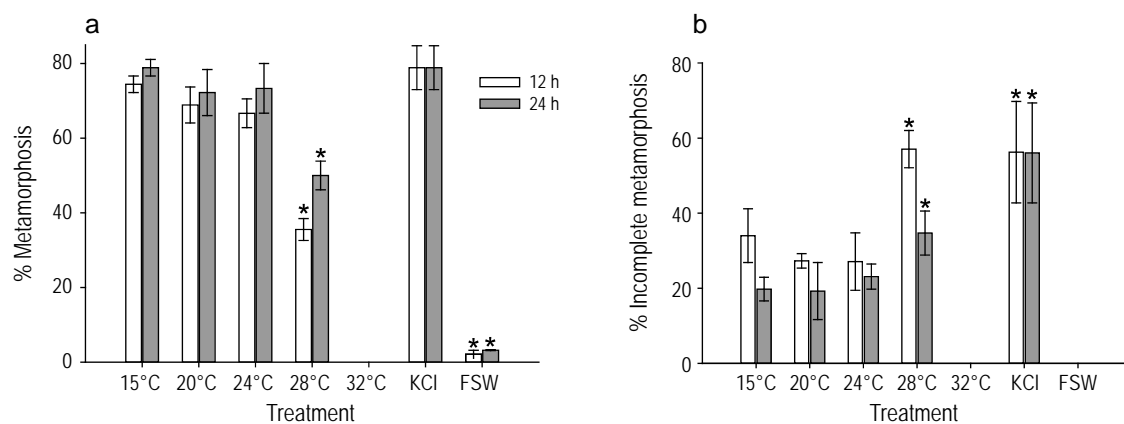 a
80
60
40
20
0
% Metamorphosis
12 h
24 h
* * * *
15°C 20°C 24°C 28°C 32°C KCl FSW
Treatment
b
80
60
40
20
0
% Incomplete metamorphosis
* * * *
15°C 20°C 24°C 28°C 32°C KCl FSW
Treatment